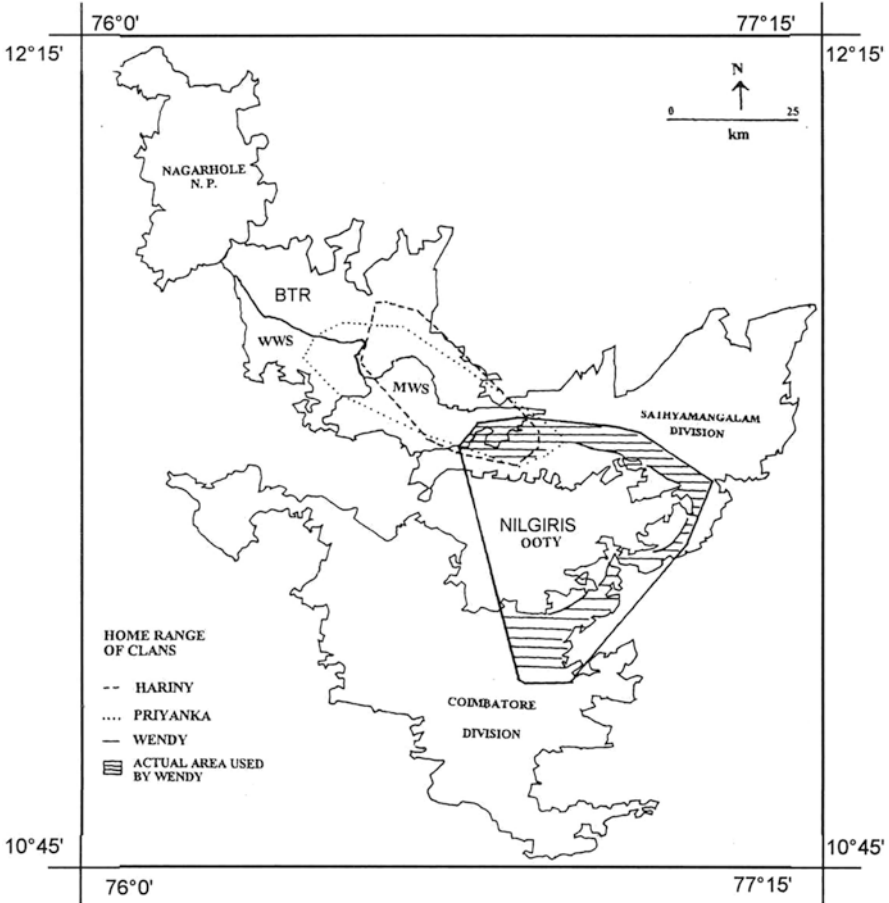 76°0'
77°15'
12°15'
12°15'
N
0 25
km
NAGARHOLE
N. P.
BTR
WWS
MWS
SATHYAMANGALAM
DIVISION
NILGIRIS
OOTY
HOME RANGE
OF CLANS
HARINY
PRIYANKA
WENDY
ACTUAL AREA USED
BY WENDY
COIMBATORE
DIVISION
10°45'
10°45'
76°0'
77°15'